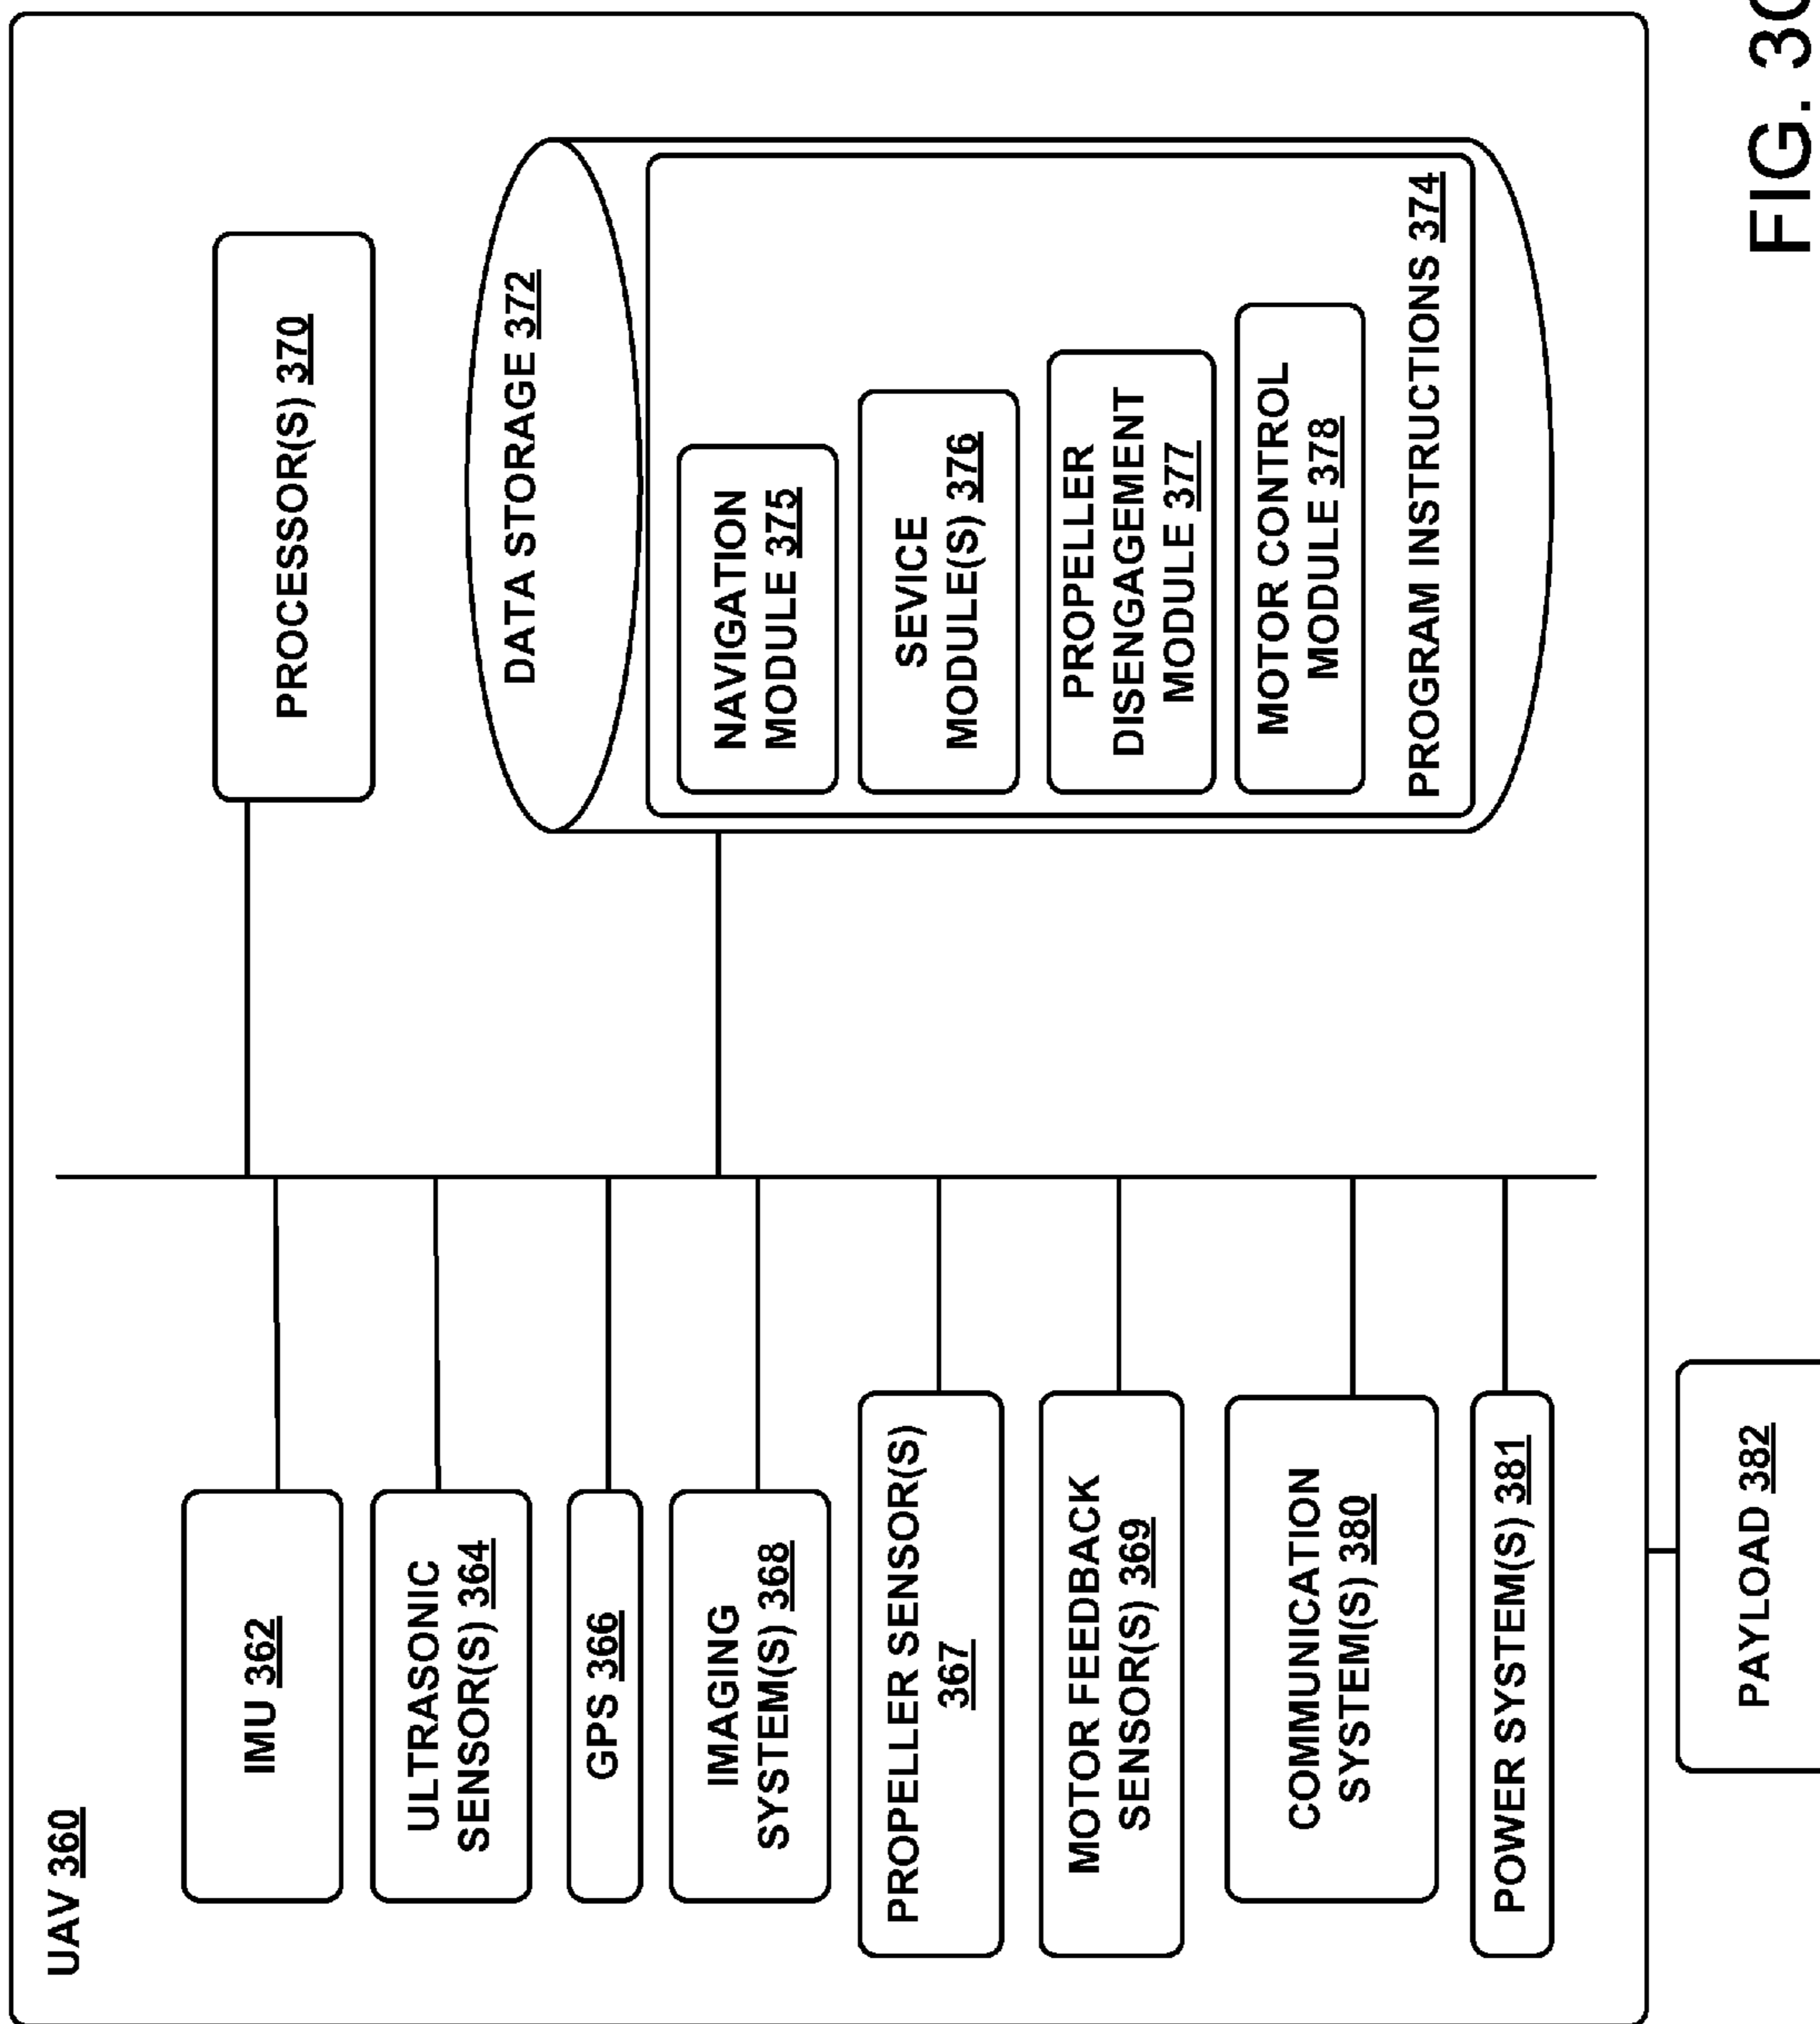 UAV 360
IMU 362
ULTRASONIC
SENSOR(S) 364
GPS 366
IMAGING
SYSTEM(S) 368
PROPELLER SENSOR(S)
367
MOTOR FEEDBACK
SENSOR(S) 369
COMMUNICATION
SYSTEM(S) 380
POWER SYSTEM(S) 381
PROCESSOR(S) 370
DATA STORAGE 372
NAVIGATION
MODULE 375
SEVICE
MODULE(S) 376
PROPELLER
DISENGAGEMENT
MODULE 377
MOTOR CONTROL
MODULE 378
PROGRAM INSTRUCTIONS 374
PAYLOAD 382
FIG.